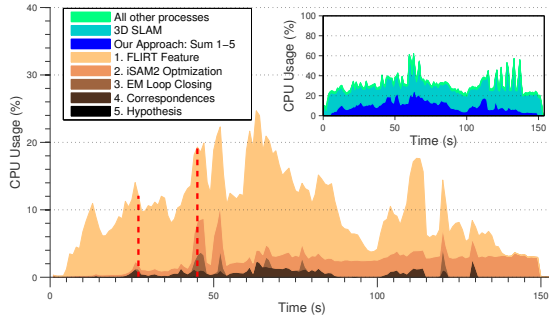 40
30
20
10
0
CPU Usage (%)
0
50
100
150
Time (s)
All other processes
3D SLAM
Our Approach: Sum 1−5
1. FLIRT Feature
2. iSAM2 Optmization
3. EM Loop Closing
4. Correspondences
5. Hypothesis
100
80
60
40
20
0
CPU Usage (%)
0
50
100
150
Time (s)